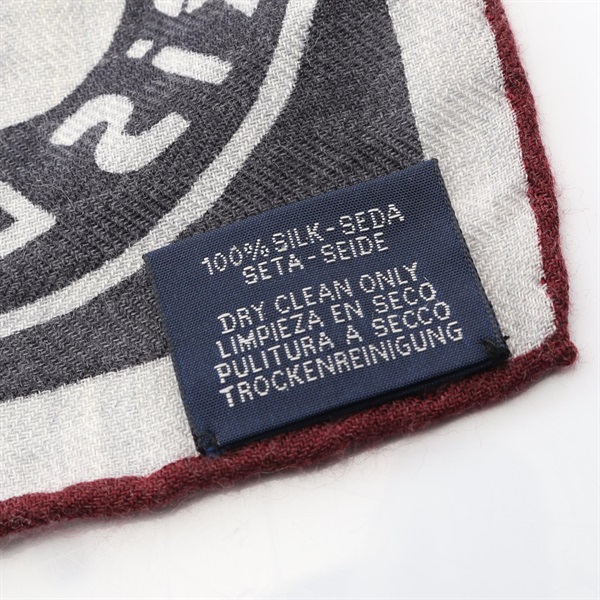 100% SILK-SEDA
SETA-SEIDE
DRY CLEAN ONLY
LIMPIEZA EN SECO
PULITURA A SECCO
TROCKENREINIGUNG